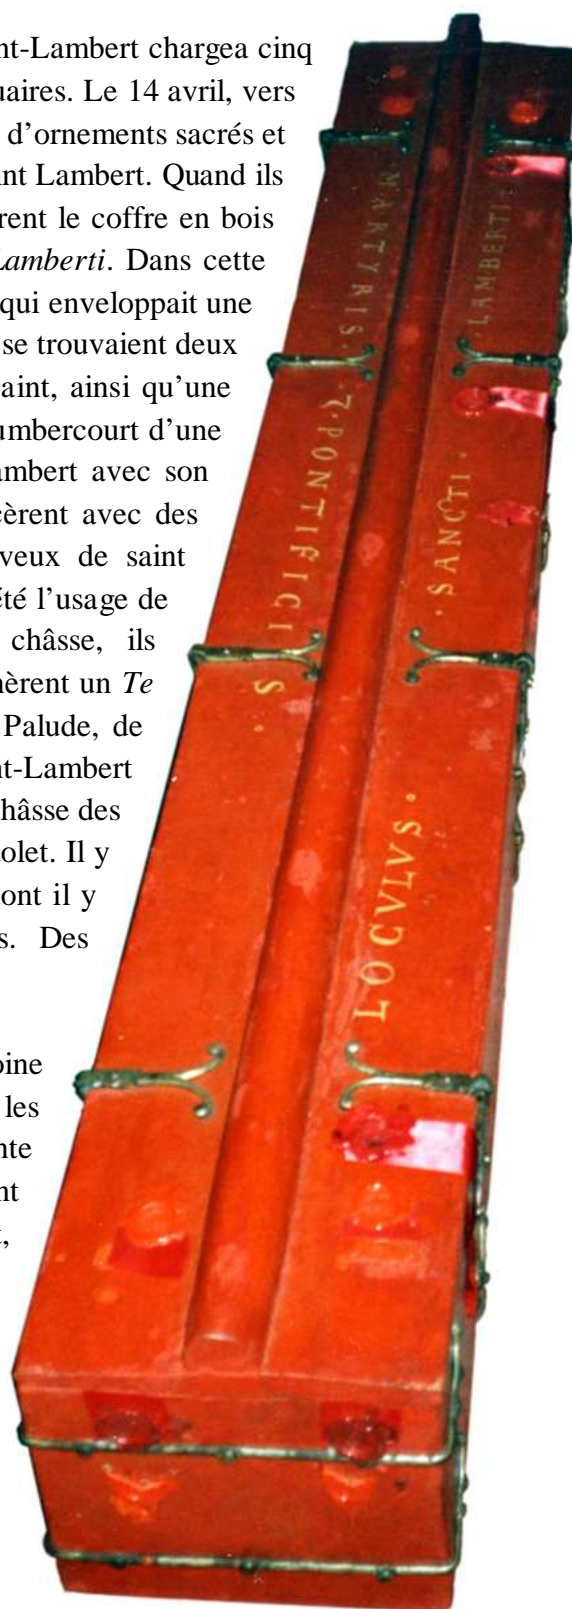 nt-Lambert chargea cinq
uaires. Le 14 avril, vers
d’ornements sacrés et
int Lambert. Quand ils
rent le coffre en bois
Lamberti. Dans cette
qui enveloppait une
se trouvaient deux
aint, ainsi qu’une
umbercourt d’une
ambert avec son
cèrent avec des
veux de saint
été l’usage de
châsse, ils
nèrent un Te
Palude, de
nt-Lambert
hâsse des
olet. Il y
ont il y
s. Des
oine
les
nte
nt
,
LOCVLVS · SANCTI · LAMBERTI ·
MARTYRIS · 7 · PONTIFICI S ·